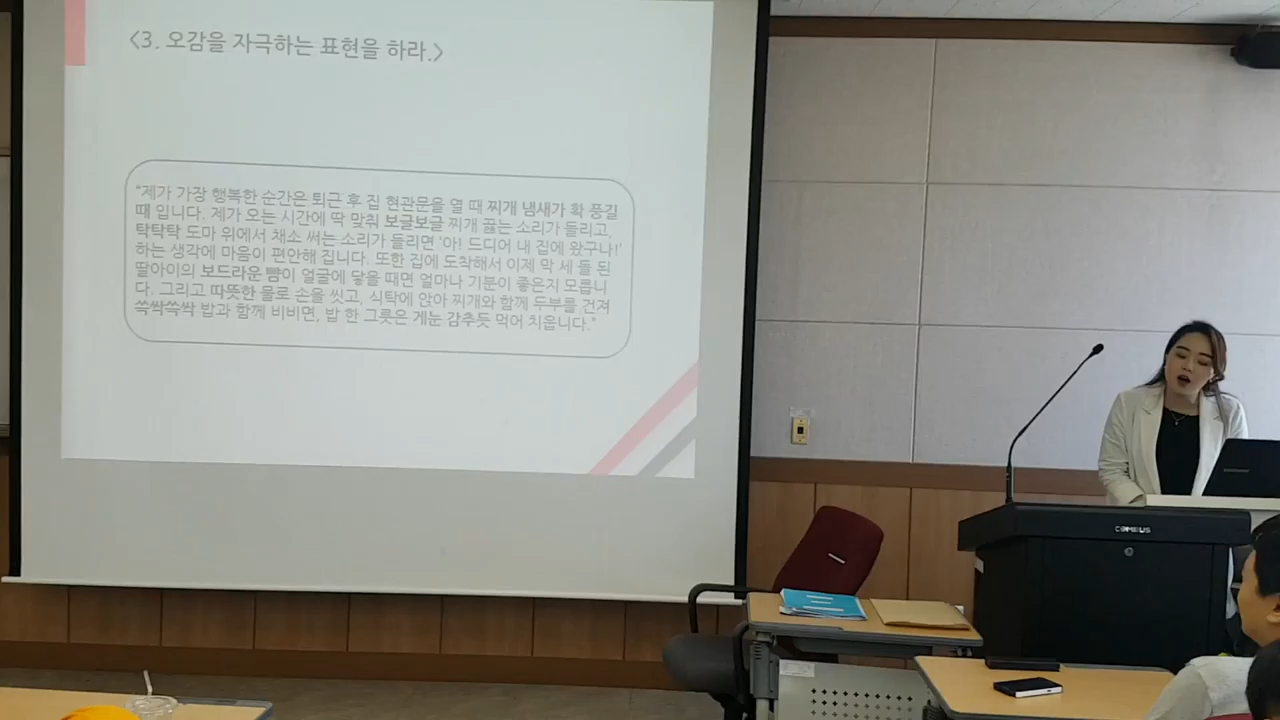 <3. 오감을 자극하는 표현을 하라.>
“제가 가장 행복한 순간은 퇴근 후 집 현관문을 열 때 찌개 냄새가 확 풍길
때 입니다. 제가 오는 시간에 딱 맞춰 보글보글 찌개 끓는 소리가 들리고,
탁탁탁 도마 위에서 채소 써는 소리가 들리면 '아! 드디어 내 집에 왔구나!'
하는 생각에 마음이 편안해 집니다. 또한 집에 도착해서 이제 막 세 돌 된
딸아이의 보드라운 뺨이 얼굴에 닿을 때면 얼마나 기분이 좋은지 모릅니
다. 그리고 따뜻한 물로 손을 씻고, 식탁에 앉아 찌개와 함께 두부를 건져
쓱싹쓱싹 밥과 함께 비비면, 밥 한 그릇은 게눈 감추듯 먹어 치웁니다.”
COMBUS